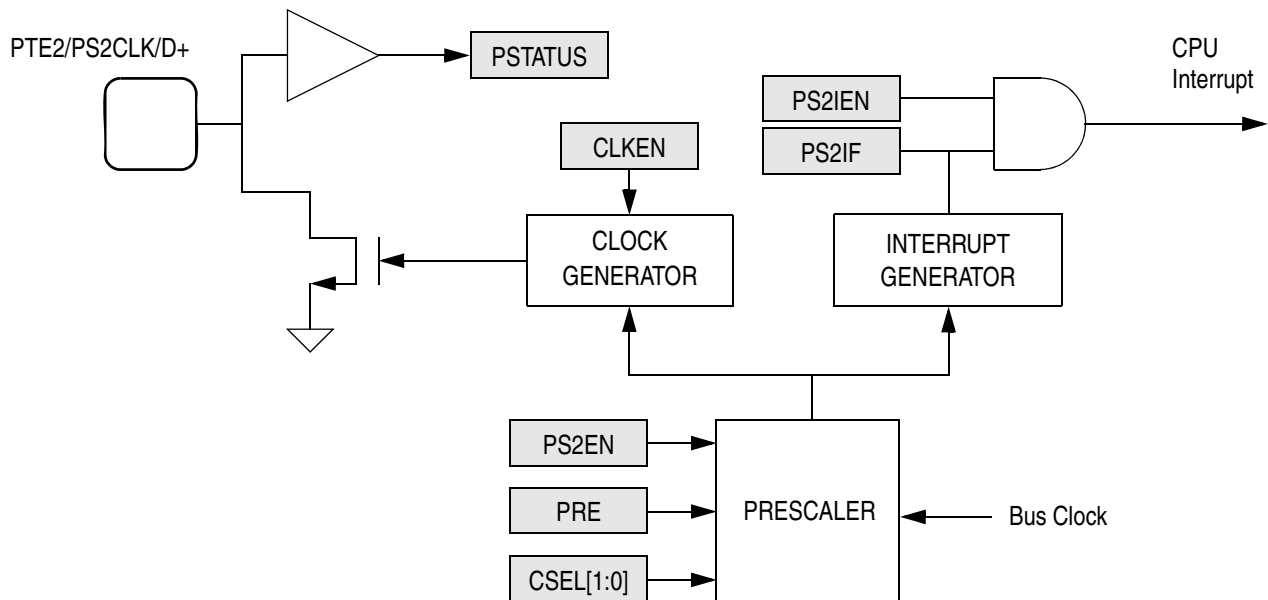 PTE2/PS2CLK/D+
PSTATUS
CPU
Interrupt
PS2IEN
PS2IF
CLKEN
CLOCK
GENERATOR
INTERRUPT
GENERATOR
PS2EN
PRE
CSEL[1:0]
PRESCALER
Bus Clock